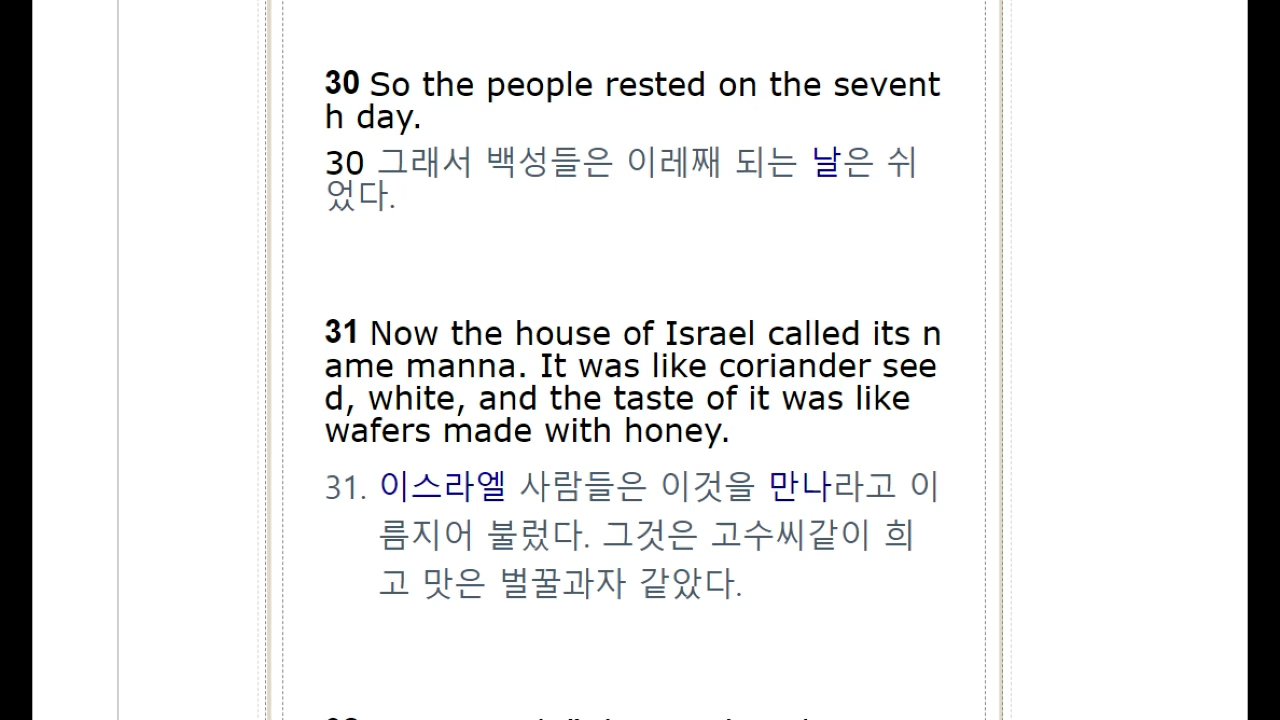 30 So the people rested on the sevent
h day.
30 그래서 백성들은 이레째 되는 날은 쉬
었다.
31 Now the house of Israel called its n
ame manna. It was like coriander see
d, white, and the taste of it was like
wafers made with honey.
31. 이스라엘 사람들은 이것을 만나라고 이
름지어 불렀다. 그것은 고수씨같이 희
고 맛은 벌꿀과자 같았다.